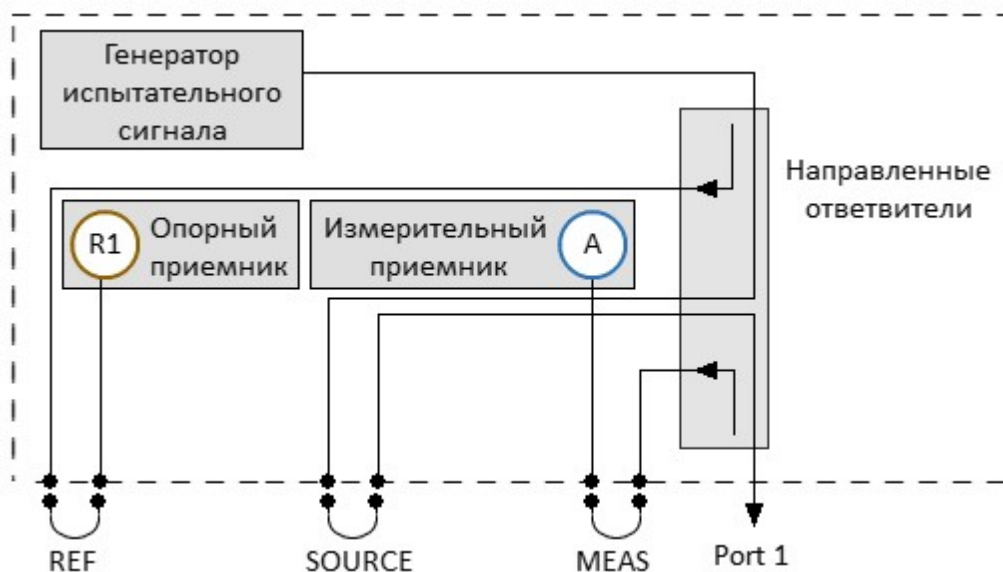 Генератор
испытательного
сигнала
Направленные
ответвители
R1
Опорный
приемник
Измерительный
приемник
A
REF
SOURCE
MEAS
Port 1